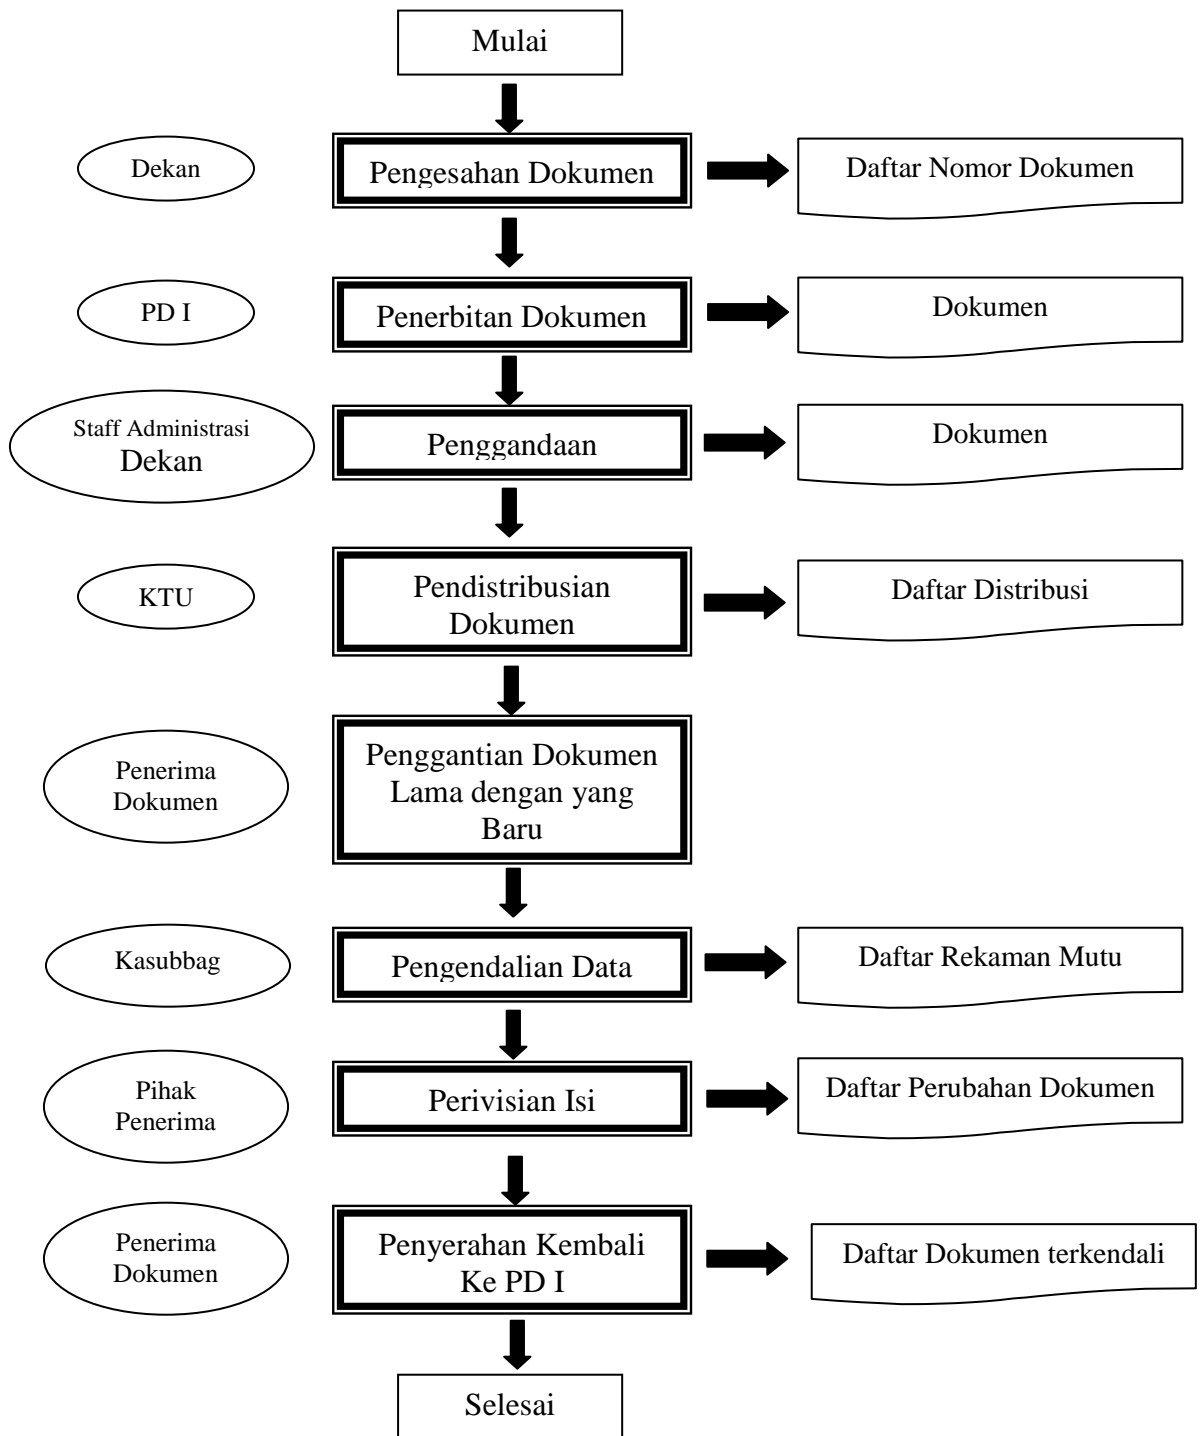 Mulai
Dekan
Pengesahan Dokumen
Daftar Nomor Dokumen
PD I
Penerbitan Dokumen
Dokumen
Staff Administrasi
Dekan
Penggandaan
Dokumen
KTU
Pendistribusian
Dokumen
Daftar Distribusi
Penerima
Dokumen
Penggantian Dokumen
Lama dengan yang
Baru
Kasubbag
Pengendalian Data
Daftar Rekaman Mutu
Pihak
Penerima
Perivisian Isi
Daftar Perubahan Dokumen
Penerima
Dokumen
Penyerahan Kembali
Ke PD I
Daftar Dokumen terkendali
Selesai